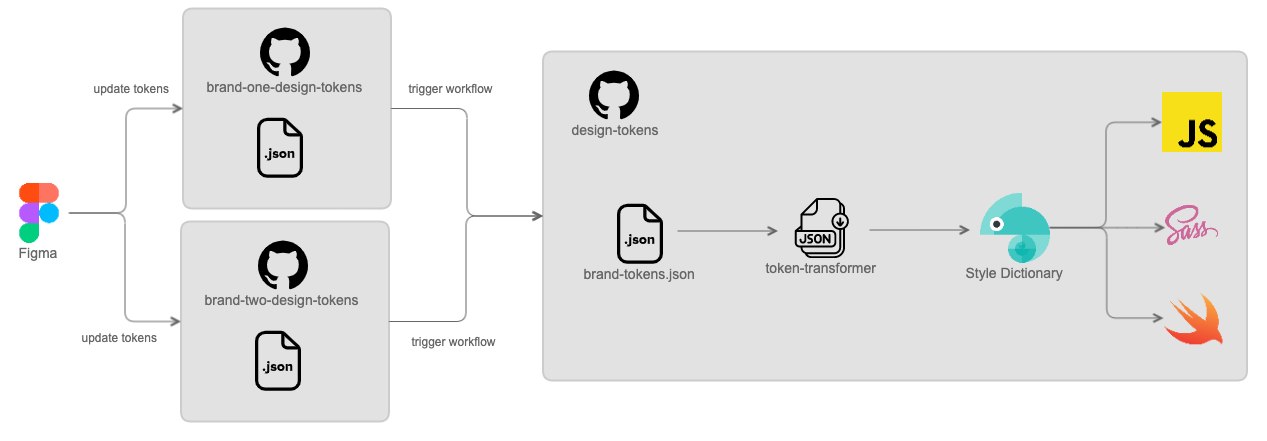 update tokens
brand-one-design-tokens
.json
trigger workflow
Figma
update tokens
brand-two-design-tokens
.json
trigger workflow
design-tokens
.json
brand-tokens.json
JSON
token-transformer
Style Dictionary
JS
Sass